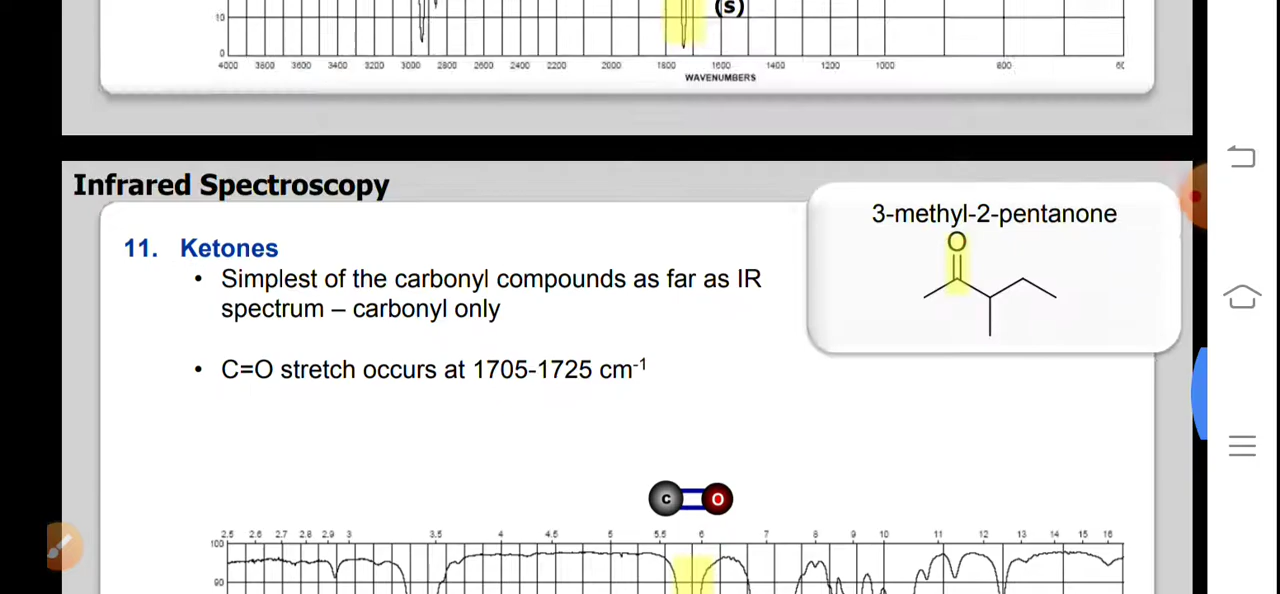 (s)
10
0
4000 3800 3600 3400 3200 3000 2800 2600 2400 2200 2000 1800 1600 1400 1200 1000 800
WAVENUMBERS
Infrared Spectroscopy
3-methyl-2-pentanone
O
11. Ketones
• Simplest of the carbonyl compounds as far as IR
spectrum – carbonyl only
• C=O stretch occurs at 1705-1725 cm-1
C O
2.5 2.6 2.7 2.8 2.9 3 3.5 4 4.5 5 5.5 6 7 8 9 10 11 12 13 14 15 16
100
90